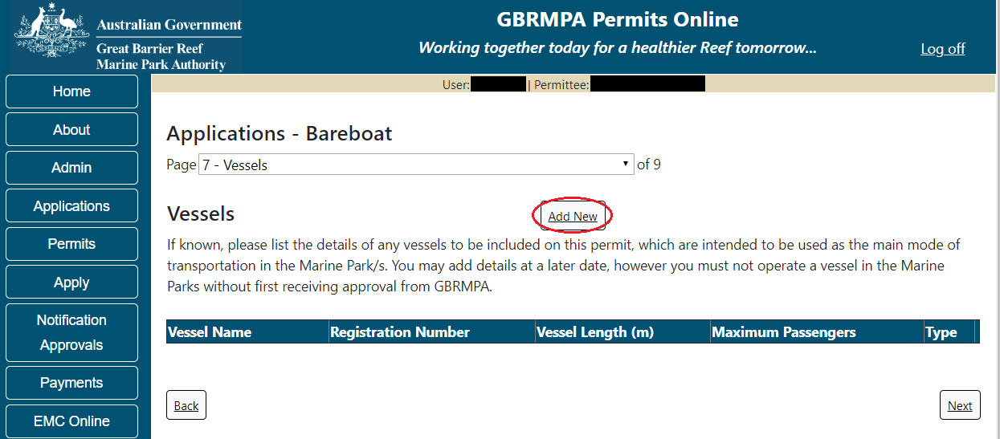 Australian Government
Great Barrier Reef
Marine Park Authority
GBRMPA Permits Online
Working together today for a healthier Reef tomorrow...
Log off
User: | Permittee:
Home
About
Admin
Applications
Permits
Apply
Notification
Approvals
Payments
EMC Online
Applications - Bareboat
Page 7 - Vessels of 9
Vessels
Add New
If known, please list the details of any vessels to be included on this permit, which are intended to be used as the main mode of
transportation in the Marine Park/s. You may add details at a later date, however you must not operate a vessel in the Marine
Parks without first receiving approval from GBRMPA.
Vessel Name Registration Number Vessel Length (m) Maximum Passengers Type
Back
Next